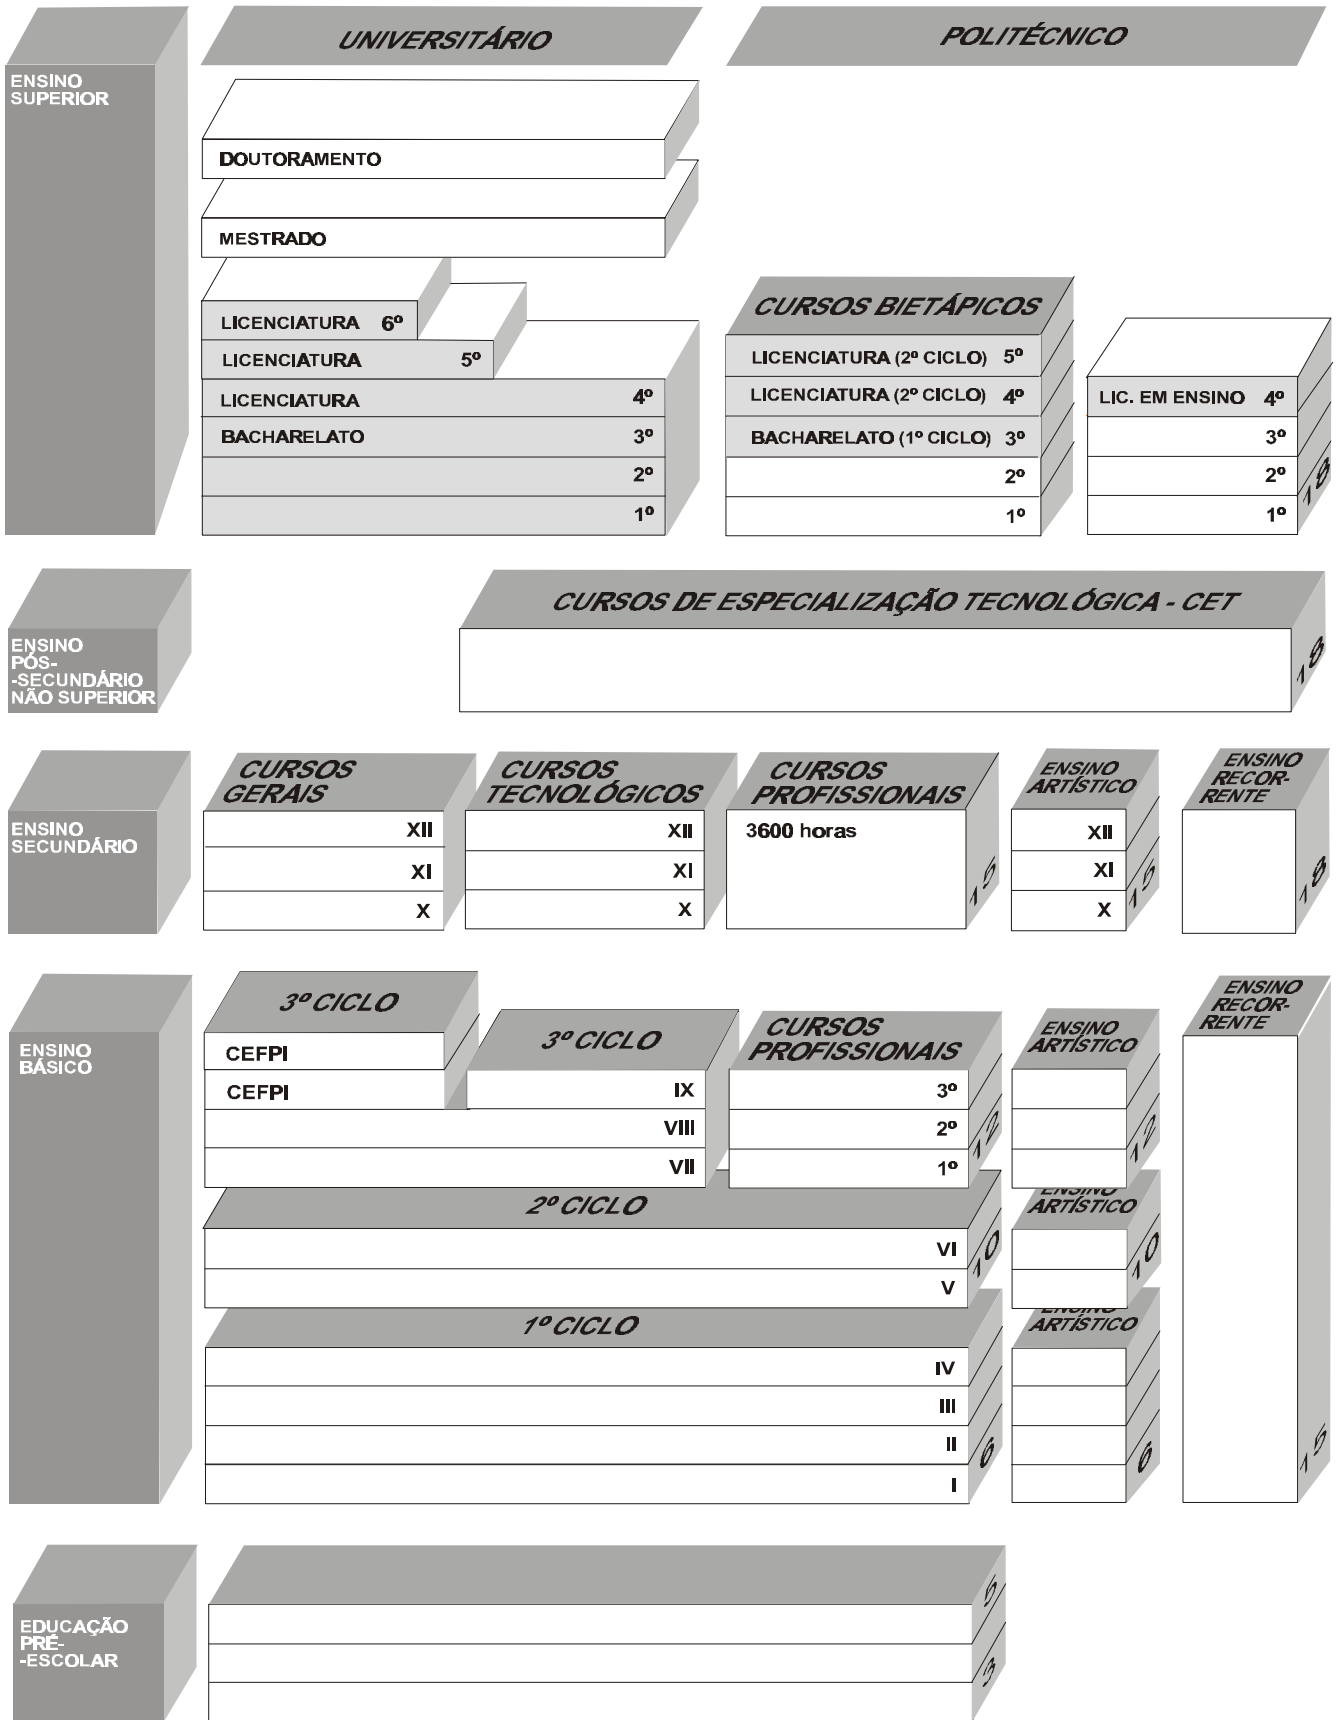 UNIVERSITÁRIO
POLITÉCNICO
ENSINO
SUPERIOR
DOUTORAMENTO
MESTRADO
LICENCIATURA 6º
LICENCIATURA 5º
LICENCIATURA 4º
BACHARELATO 3º
2º
1º
CURSOS BIETÁPICOS
LICENCIATURA (2º CICLO) 5º
LICENCIATURA (2º CICLO) 4º
BACHARELATO (1º CICLO) 3º
2º
1º
LIC. EM ENSINO 4º
3º
2º
1º
18
ENSINO
PÓS-
-SECUNDÁRIO
NÃO SUPERIOR
CURSOS DE ESPECIALIZAÇÃO TECNOLÓGICA - CET
18
ENSINO
SECUNDÁRIO
CURSOS
GERAIS
XII
XI
X
CURSOS
TECNOLÓGICOS
XII
XI
X
CURSOS
PROFISSIONAIS
3600 horas
15
ENSINO
ARTÍSTICO
XII
XI
X
15
ENSINO
RECOR-
RENTE
18
ENSINO
BÁSICO
3º CICLO
CEFPI
CEFPI
3º CICLO
IX
VIII
VII
CURSOS
PROFISSIONAIS
3º
2º
1º
12
ENSINO
ARTÍSTICO
12
ENSINO
RECOR-
RENTE
15
2º CICLO
VI
V
10
ENSINO
ARTÍSTICO
10
1º CICLO
IV
III
II
I
6
ENSINO
ARTÍSTICO
6
EDUCAÇÃO
PRÉ-
-ESCOLAR
5
3